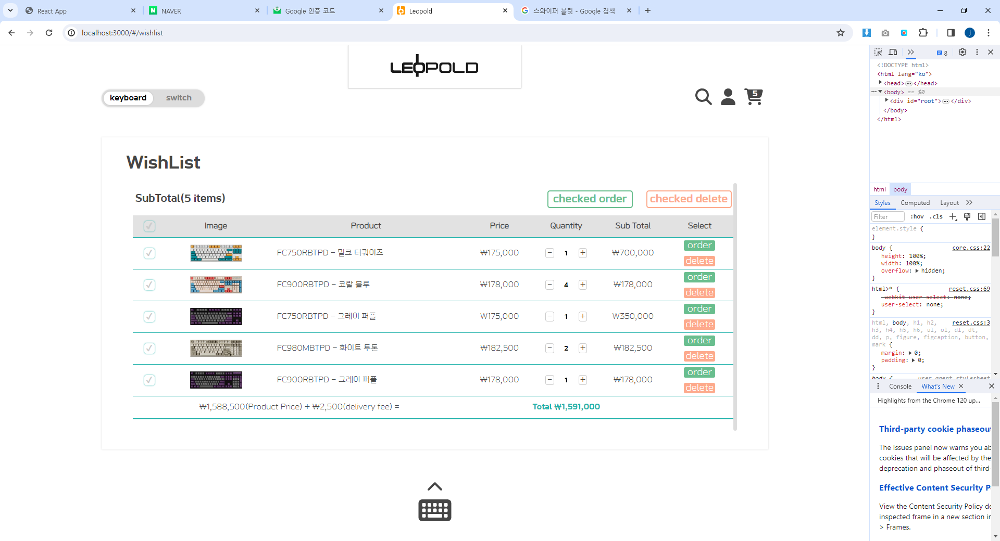 React App
NAVER
Google 인증 코드
Leopold
스와이퍼 블릿 - Google 검색
localhost:3000/#/wishlist
j
LEOPOLD
keyboard switch
5
WishList
SubTotal(5 items)
checked order
checked delete
Image Product Price Quantity Sub Total Select
FC750RBTPD - 밀크 터쿼이즈 ₩175,000 − 1 + ₩700,000 order delete
FC900RBTPD - 코랄 블루 ₩178,000 − 4 + ₩178,000 order delete
FC750RBTPD - 그레이 퍼플 ₩175,000 − 1 + ₩350,000 order delete
FC980MBTPD - 화이트 투톤 ₩182,500 − 2 + ₩182,500 order delete
FC900RBTPD - 그레이 퍼플 ₩178,000 − 1 + ₩178,000 order delete
₩1,588,500(Product Price) + ₩2,500(delivery fee) = Total ₩1,591,000
8
<!DOCTYPE html>
<html lang="ko">
<head> ⋯ </head>
⋯ <body> == $0
<div id="root"> ⋯ </div>
</body>
</html>
html body
Styles Computed Layout
Filter :hov .cls
element.style {
}
body { core.css:22
height: 100%;
width: 100%;
overflow: ▶ hidden;
}
html>* { reset.css:69
-webkit-user-select: none;
user-select: none;
}
html, body, h1, h2, reset.css:3
h3, h4, h5, h6, ul, ol, dl, dt,
dd, p, figure, figcaption, button,
mark {
margin: ▶ 0;
padding: ▶ 0;
}
body { user agent stylesheet
Console What's New
Highlights from the Chrome 120 up...
Third-party cookie phaseout
The Issues panel now warns you ab
cookies that will be affected by the
deprecation and phaseout of third-
Effective Content Security P
View the Content Security Policy de
inspected frame in a new section in
> Frames.